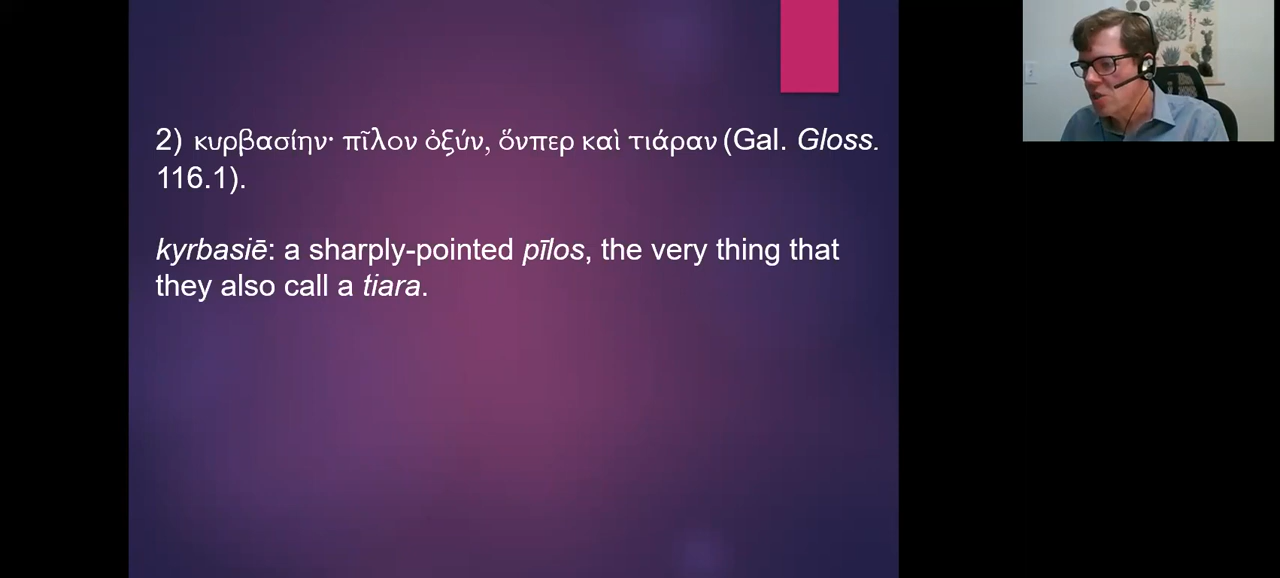 2) κυρβασίην· πῖλον ὀξύν, ὅνπερ καὶ τιάραν (Gal. Gloss.
116.1).
kyrbasiē: a sharply-pointed pīlos, the very thing that
they also call a tiara.